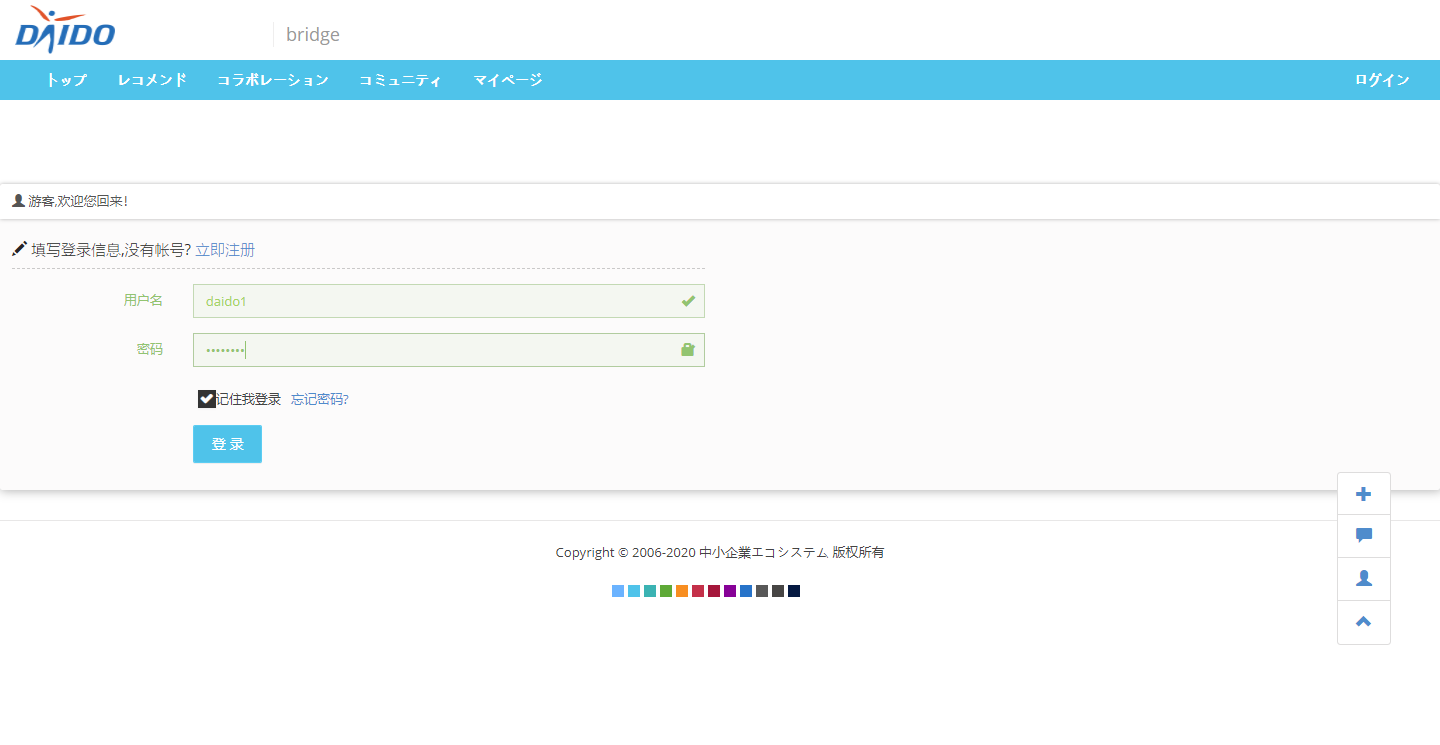 DAIDO
bridge
トップ レコメンド コラボレーション コミュニティ マイページ ログイン
游客,欢迎您回来!
填写登录信息,没有帐号? 立即注册
用户名 daido1
密码 ••••••••
记住我登录 忘记密码?
登 录
Copyright © 2006-2020 中小企業エコシステム 版权所有